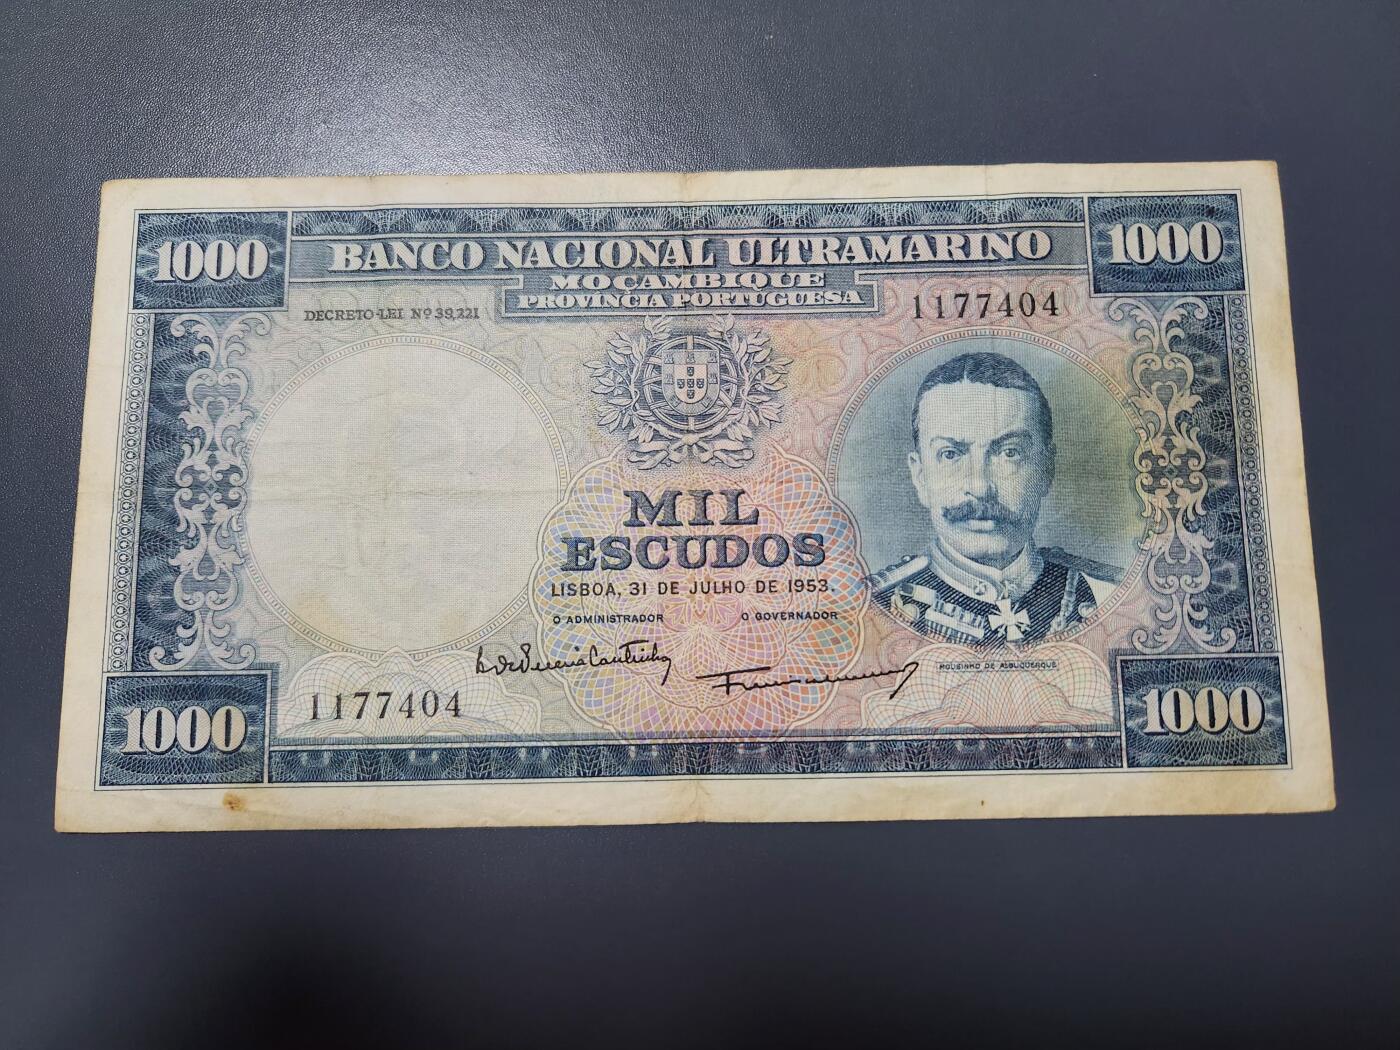 1000
BANCO NACIONAL ULTRAMARINO
1000
MOÇAMBIQUE
PROVINCIA PORTUGUESA
DECRETO-LEI Nº 39,221
1177404
MIL
ESCUDOS
LISBOA, 31 DE JULHO DE 1953.
O ADMINISTRADOR
O GOVERNADOR
MOUSINHO DE ALBUQUERQUE
1177404
1000
1000